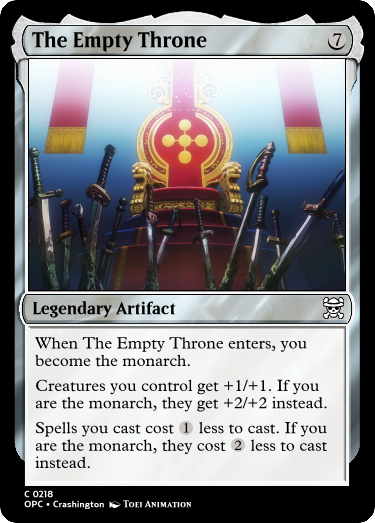 The Empty Throne 7
Legendary Artifact
When The Empty Throne enters, you
become the monarch.
Creatures you control get +1/+1. If you
are the monarch, they get +2/+2 instead.
Spells you cast cost 1 less to cast. If you
are the monarch, they cost 2 less to cast
instead.
C 0218
OPC • Crashington Toei Animation